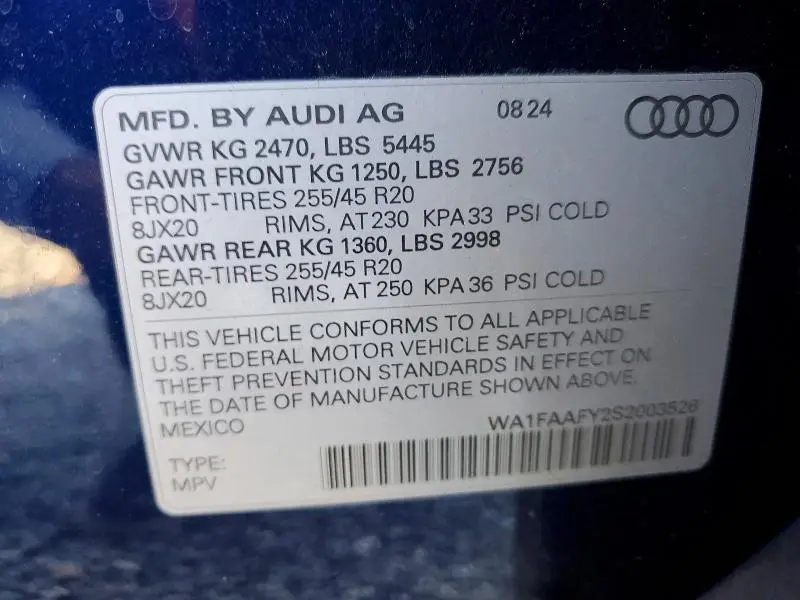 MFD. BY AUDI AG 0824
GVWR KG 2470, LBS 5445
GAWR FRONT KG 1250, LBS 2756
FRONT-TIRES 255/45 R20
8JX20 RIMS, AT 230 KPA 33 PSI COLD
GAWR REAR KG 1360, LBS 2998
REAR-TIRES 255/45 R20
8JX20 RIMS, AT 250 KPA 36 PSI COLD
THIS VEHICLE CONFORMS TO ALL APPLICABLE
U.S. FEDERAL MOTOR VEHICLE SAFETY AND
THEFT PREVENTION STANDARDS IN EFFECT ON
THE DATE OF MANUFACTURE SHOWN ABOVE.
MEXICO WA1FAAFY2S2003526
TYPE:
MPV